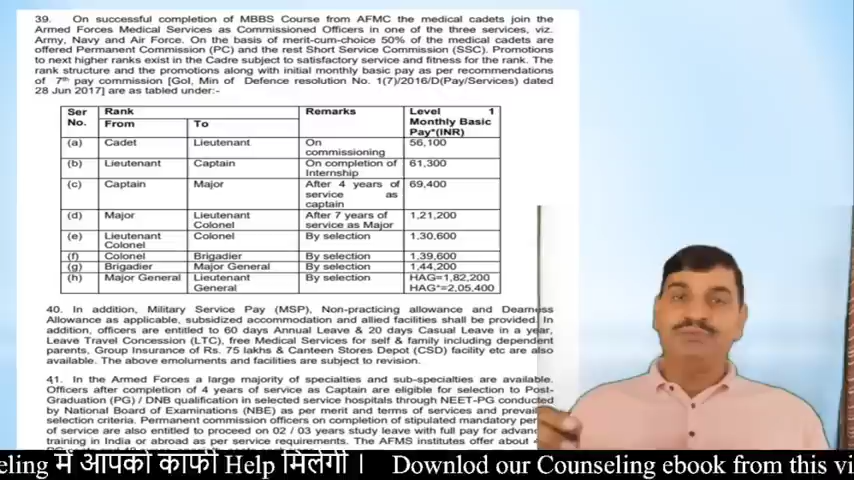 39. On successful completion of MBBS Course from AFMC the medical cadets join the
Armed Forces Medical Services as Commissioned Officers in one of the three services, viz.
Army, Navy and Air Force. On the basis of merit-cum-choice 50% of the medical cadets are
offered Permanent Commission (PC) and the rest Short Service Commission (SSC). Promotions
to next higher ranks exist in the Cadre subject to satisfactory service and fitness for the rank. The
rank structure and the promotions along with initial monthly basic pay as per recommendations
of 7th pay commission [GoI, Min of Defence resolution No. 1(7)/2016/D(Pay/Services) dated
28 Jun 2017] are as tabled under:-
Ser No. Rank Remarks Level 1 Monthly Basic Pay*(INR)
From To
(a) Cadet Lieutenant On commissioning 56,100
(b) Lieutenant Captain On completion of Internship 61,300
(c) Captain Major After 4 years of service as captain 69,400
(d) Major Lieutenant Colonel After 7 years of service as Major 1,21,200
(e) Lieutenant Colonel Colonel By selection 1,30,600
(f) Colonel Brigadier By selection 1,39,600
(g) Brigadier Major General By selection 1,44,200
(h) Major General Lieutenant General By selection HAG=1,82,200 HAG*=2,05,400
40. In addition, Military Service Pay (MSP), Non-practicing allowance and Dearness
Allowance as applicable, subsidized accommodation and allied facilities shall be provided. In
addition, officers are entitled to 60 days Annual Leave & 20 days Casual Leave in a year,
Leave Travel Concession (LTC), free Medical Services for self & family including dependent
parents, Group Insurance of Rs. 75 lakhs & Canteen Stores Depot (CSD) facility etc are also
available. The above emoluments and facilities are subject to revision.
41. In the Armed Forces a large majority of specialties and sub-specialties are available.
Officers after completion of 4 years of service as Captain are eligible for selection to Post-
Graduation (PG) / DNB qualification in selected service hospitals through NEET-PG conducted
by National Board of Examinations (NBE) as per merit and terms of services and
selection criteria. Permanent commission officers on completion of stipulated mandatory
of service are also entitled to proceed on 02 / 03 years study leave with full pay for
training in India or abroad as per service requirements. The AFMS institutes offer about
eling में आपको काफी Help मिलेगी । Downlod our Counseling ebook from this vi